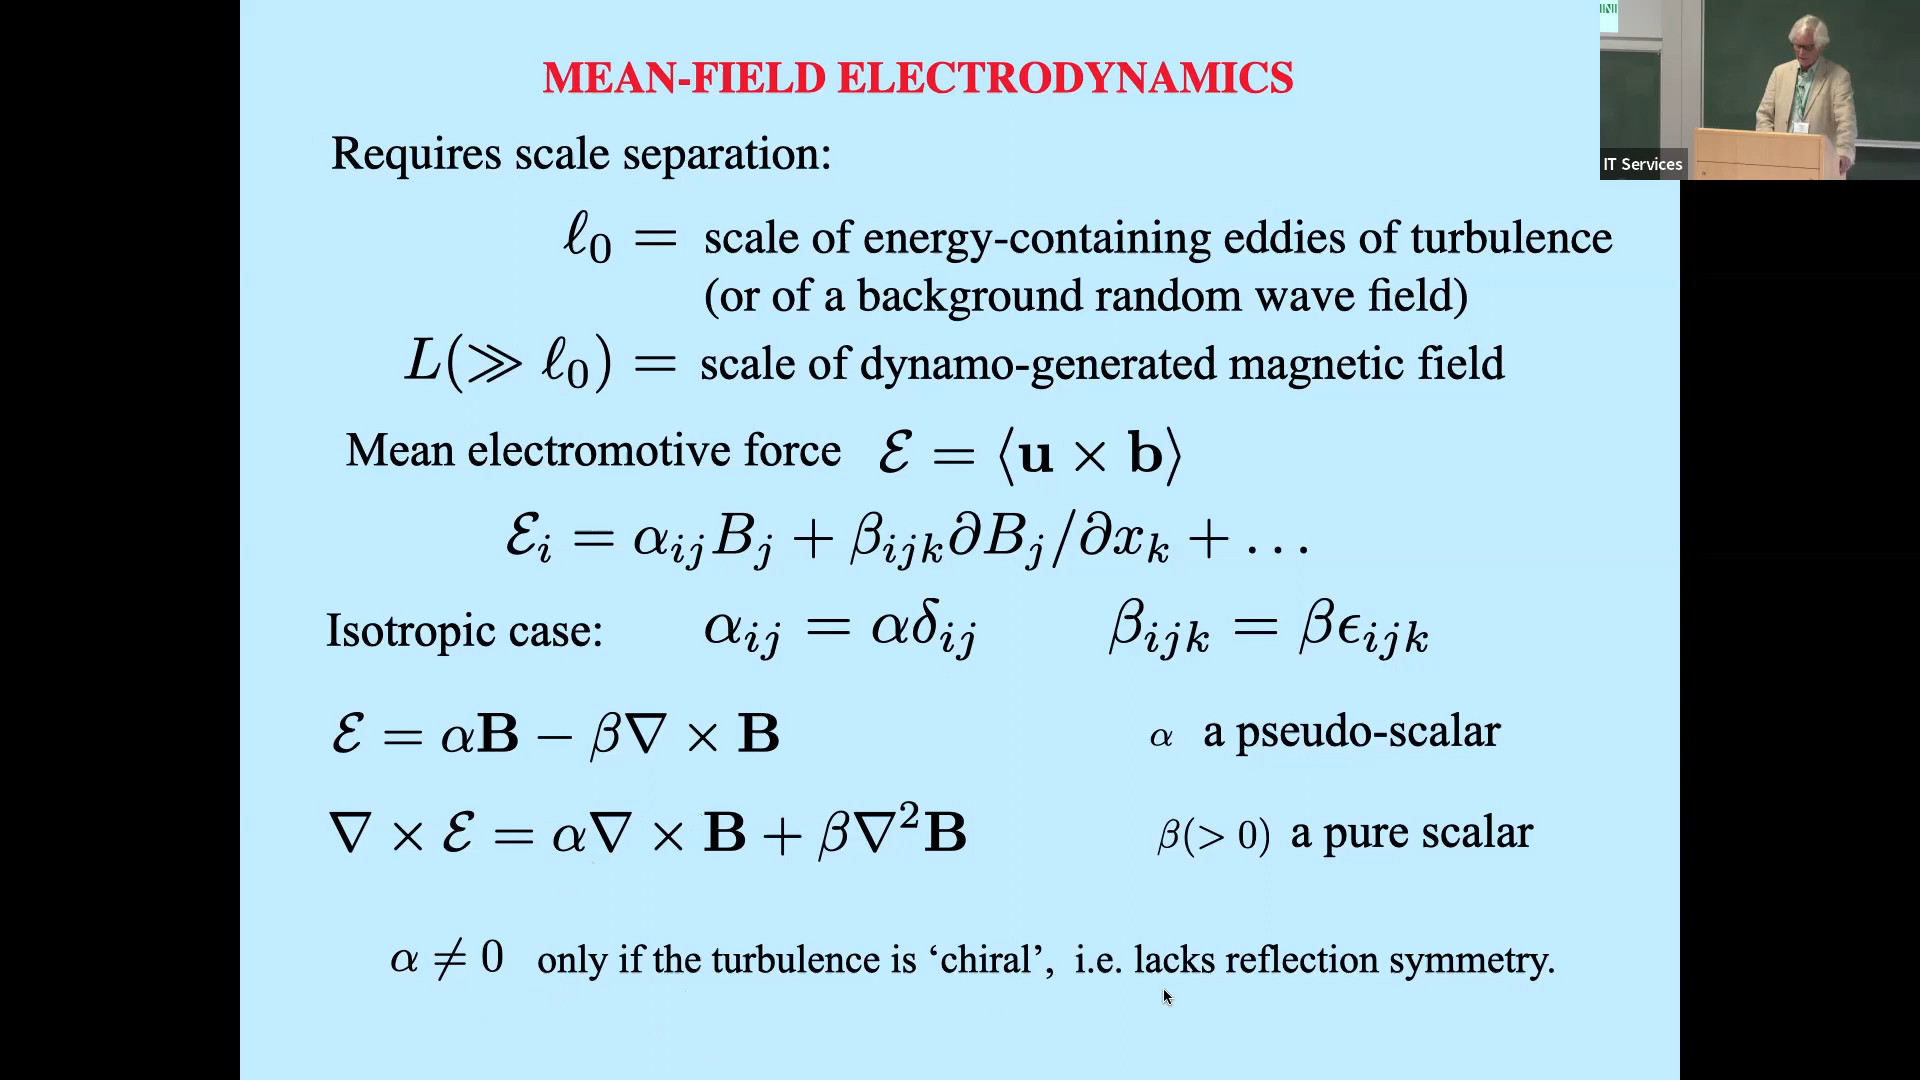 MEAN-FIELD ELECTRODYNAMICS
Requires scale separation:
ℓ₀ = scale of energy-containing eddies of turbulence
(or of a background random wave field)
L(≫ ℓ₀) = scale of dynamo-generated magnetic field
Mean electromotive force ℰ = ⟨u × b⟩
ℰᵢ = αᵢⱼBⱼ + βᵢⱼₖ∂Bⱼ/∂xₖ + ...
Isotropic case: αᵢⱼ = αδᵢⱼ βᵢⱼₖ = βϵᵢⱼₖ
ℰ = αB − β∇ × B α a pseudo-scalar
∇ × ℰ = α∇ × B + β∇²B β(> 0) a pure scalar
α ≠ 0 only if the turbulence is ‘chiral’, i.e. lacks reflection symmetry.
IT Services